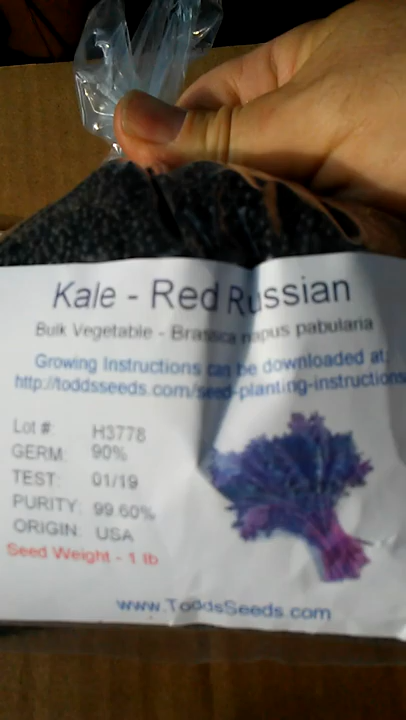 Kale - Red Russian
Bulk Vegetable - Brassica napus pabularia
Growing Instructions can be downloaded at:
http://toddsseeds.com/seed-planting-instructions
Lot #: H3778
GERM: 90%
TEST: 01/19
PURITY: 99.60%
ORIGIN: USA
Seed Weight - 1 lb
www.ToddsSeeds.com